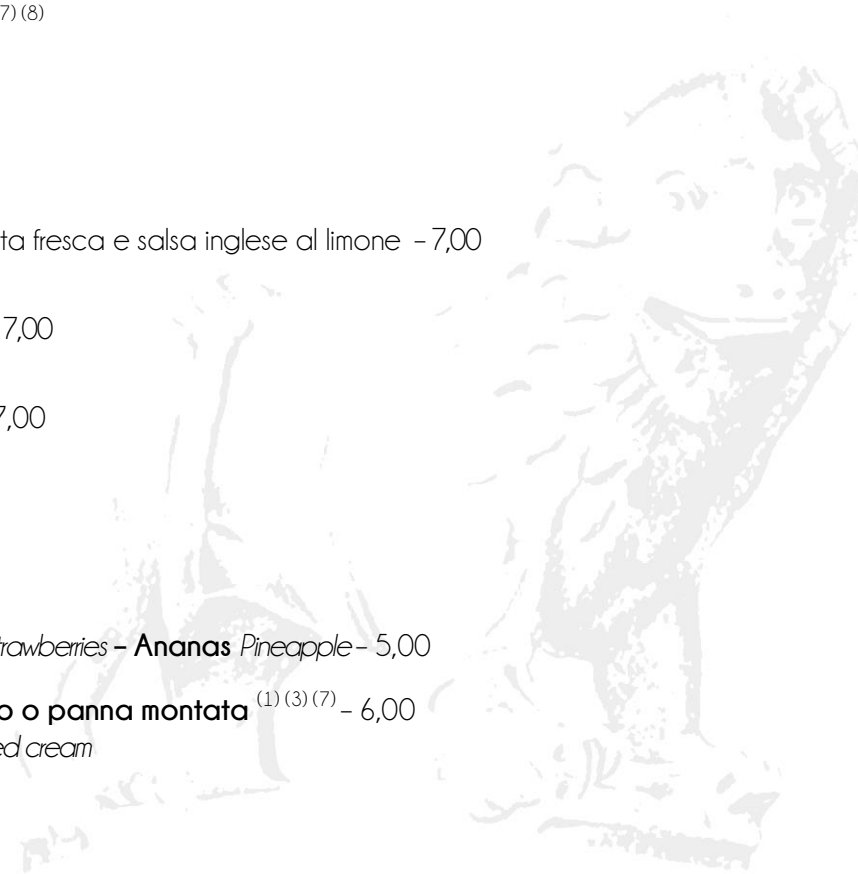 7) (8)
ta fresca e salsa inglese al limone – 7,00
7,00
7,00
trawberries – Ananas Pineapple – 5,00
o o panna montata (1) (3) (7) – 6,00
ed cream